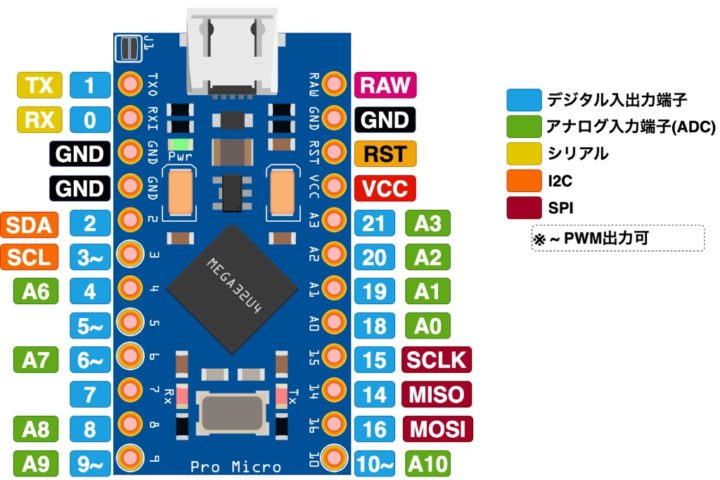 J1
TX 1 TXO RAW RAW
RX 0 RXI GND GND
GND GND RST RST
Pwr
GND GND VCC VCC
SDA 2 2 A3 21 A3
SCL 3~ 3 A2 20 A2
A6 4 4 A1 19 A1
MEGA32U4
5~ 5 A0 18 A0
A7 6~ 6 15 15 SCLK
7 7 14 14 MISO
Rx Tx
A8 8 8 16 16 MOSI
A9 9~ 9 10 10~ A10
Pro Micro
デジタル入出力端子
アナログ入力端子(ADC)
シリアル
I2C
SPI
※ ~ PWM出力可